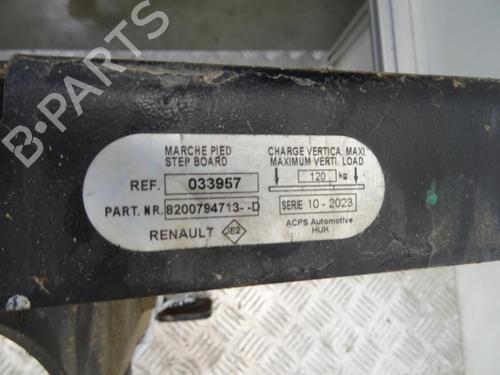 B-PARTS
MARCHE PIED
STEP BOARD
CHARGE VERTICA. MAXI
MAXIMUM VERTI. LOAD
120 kg
REF. 033957
PART. NR. 8200794713--D
SERIE 10 - 2023
RENAULT JE2
ACPS Automotive
HUK